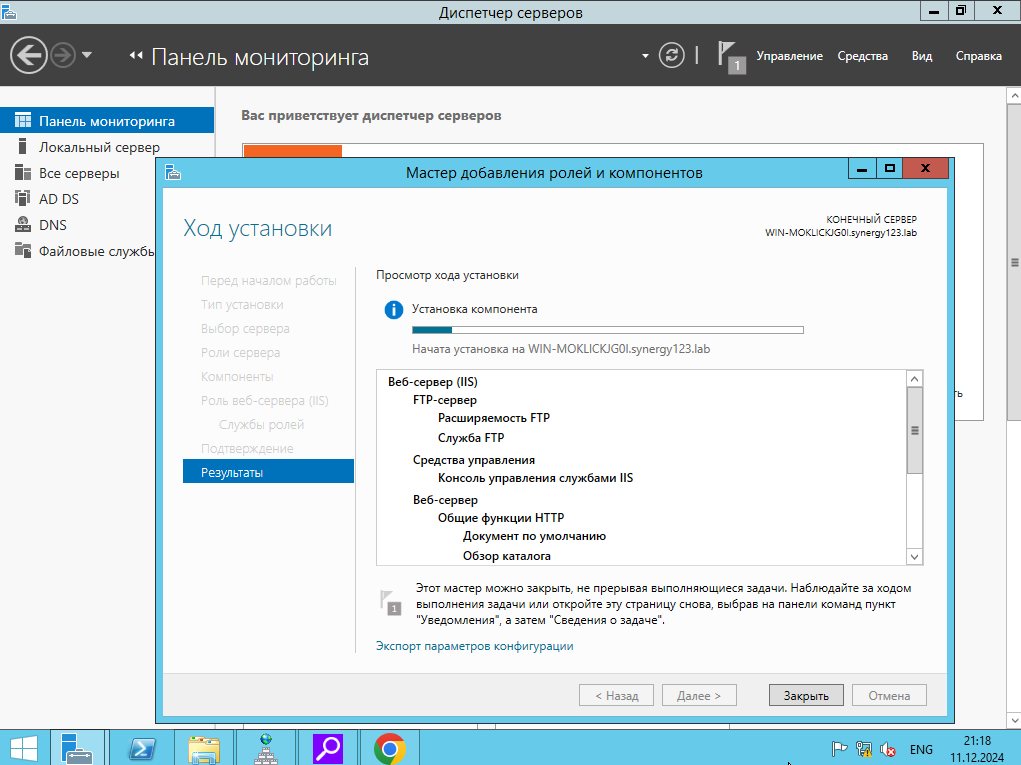 Диспетчер серверов
Панель мониторинга
1
Управление Средства Вид Справка
Панель мониторинга
Локальный сервер
Все серверы
AD DS
DNS
Файловые службы
Вас приветствует диспетчер серверов
Мастер добавления ролей и компонентов
Ход установки
КОНЕЧНЫЙ СЕРВЕР
WIN-MOKLICKJG0I.synergy123.lab
Перед началом работы
Тип установки
Выбор сервера
Роли сервера
Компоненты
Роль веб-сервера (IIS)
Службы ролей
Подтверждение
Результаты
Просмотр хода установки
Установка компонента
Начата установка на WIN-MOKLICKJG0I.synergy123.lab
Веб-сервер (IIS)
FTP-сервер
Расширяемость FTP
Служба FTP
Средства управления
Консоль управления службами IIS
Веб-сервер
Общие функции HTTP
Документ по умолчанию
Обзор каталога
1
Этот мастер можно закрыть, не прерывая выполняющиеся задачи. Наблюдайте за ходом
выполнения задачи или откройте эту страницу снова, выбрав на панели команд пункт
"Уведомления", а затем "Сведения о задаче".
Экспорт параметров конфигурации
< Назад Далее > Закрыть Отмена
ENG
21:18
11.12.2024